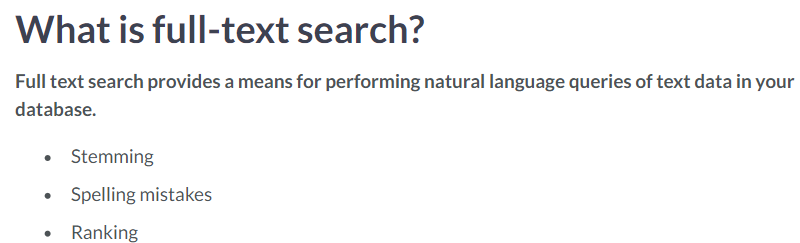 What is full-text search?
Full text search provides a means for performing natural language queries of text data in your
database.
• Stemming
• Spelling mistakes
• Ranking